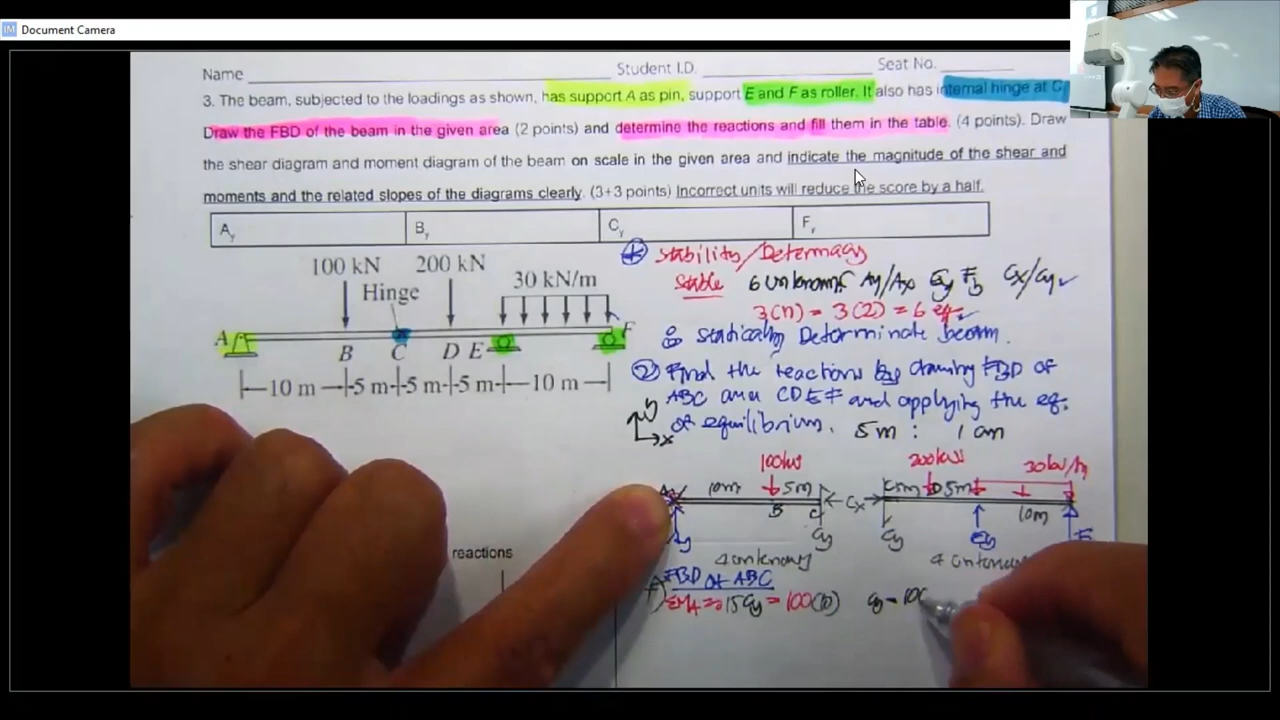 IM Document Camera
Name
Student I.D.
Seat No.
3. The beam, subjected to the loadings as shown, has support A as pin, support E and F as roller. It also has internal hinge at C.
Draw the FBD of the beam in the given area (2 points) and determine the reactions and fill them in the table. (4 points). Draw
the shear diagram and moment diagram of the beam on scale in the given area and indicate the magnitude of the shear and
moments and the related slopes of the diagrams clearly. (3+3 points) Incorrect units will reduce the score by a half.
Ay By Cy Fy
100 kN 200 kN
Hinge
30 kN/m
A F
B C D E
10 m 5 m 5 m 5 m 10 m
Stability/Determacy
Stable 6 unknowns Ay/Ax Ey Fy Cx/Cy
3(n) = 3(2) = 6 eq.
Statically Determinate beam.
② Find the reactions by drawing FBD of
ABC and CDEF and applying the eq.
of equilibrium. 5m : 1 cm
y
x
100kN 200kN 30kN/m
10m 5m Cx 5m D 5m
B C 10m
Cy Cy Ey F
4 unknowns
reactions
FBD of ABC
ΣMA = 0 15Cy = 100(10) Cy = 100